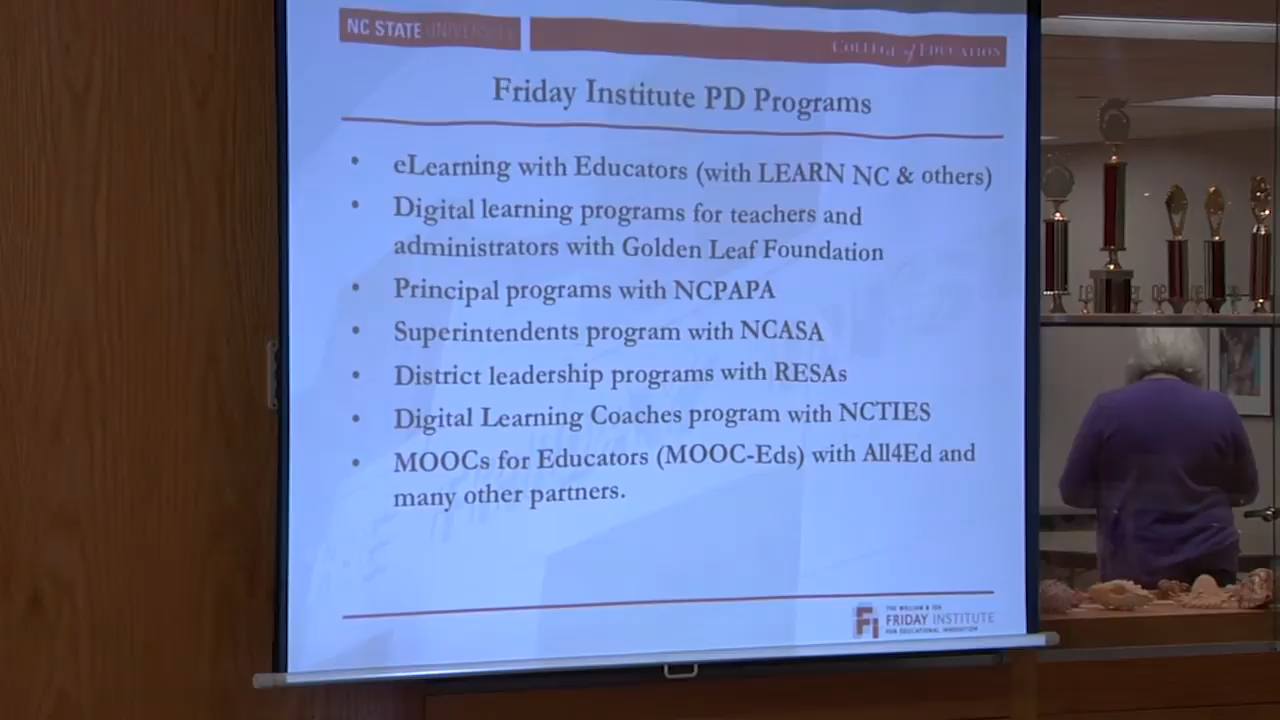 NC STATE UNIVERSITY
COLLEGE of EDUCATION
Friday Institute PD Programs
• eLearning with Educators (with LEARN NC & others)
• Digital learning programs for teachers and
administrators with Golden Leaf Foundation
• Principal programs with NCPAPA
• Superintendents program with NCASA
• District leadership programs with RESAs
• Digital Learning Coaches program with NCTIES
• MOOCs for Educators (MOOC-Eds) with All4Ed and
many other partners.
THE WILLIAM & IDA
FRIDAY INSTITUTE
FOR EDUCATIONAL INNOVATION